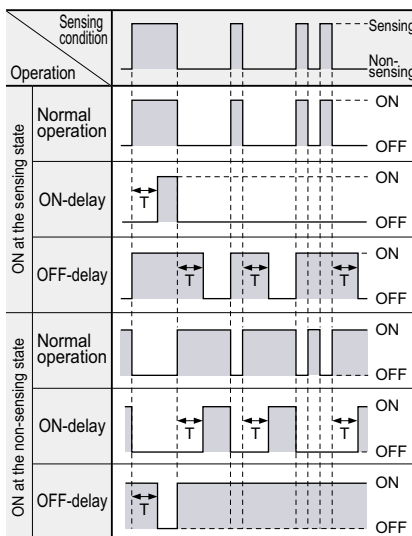 Sensing
condition
Operation
Sensing
Non-
sensing
ON at the sensing state
Normal
operation
ON
OFF
ON-delay
T
ON
OFF
OFF-delay
T
T
T
ON
OFF
ON at the non-sensing state
Normal
operation
ON
OFF
ON-delay
T
T
T
ON
OFF
OFF-delay
T
ON
OFF